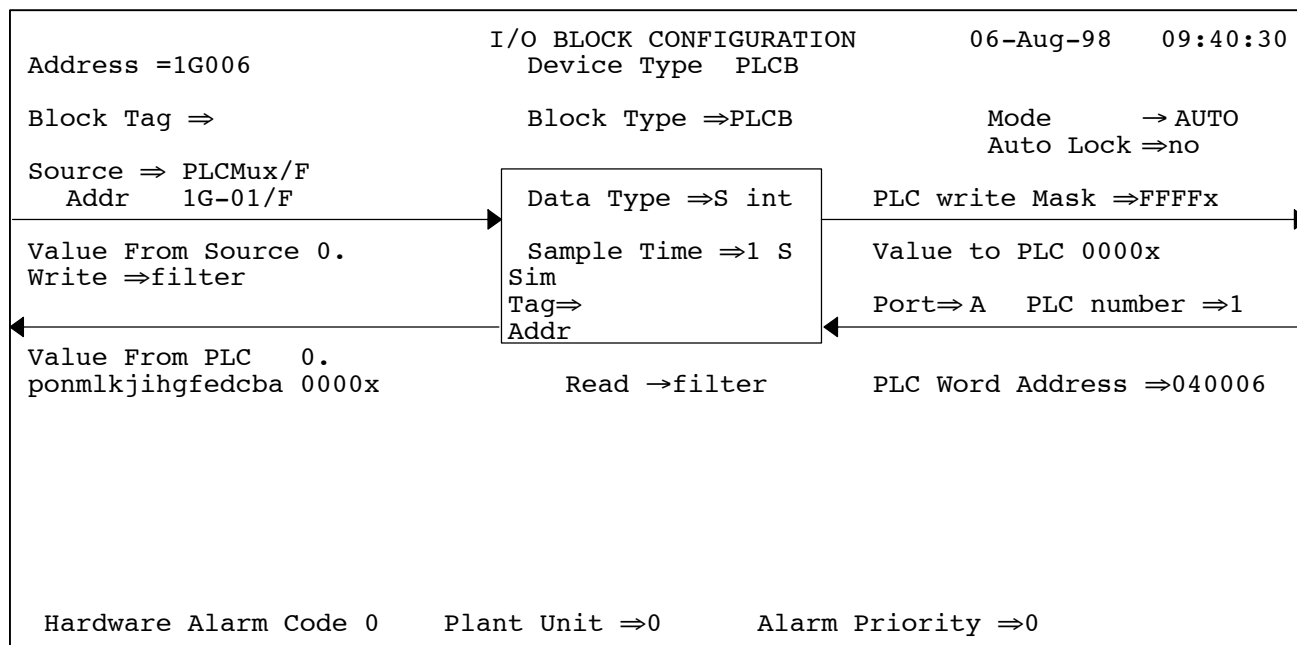 I/O BLOCK CONFIGURATION 06-Aug-98 09:40:30
Address =1G006 Device Type PLCB
Block Tag ⇒ Block Type ⇒PLCB Mode → AUTO
Auto Lock ⇒no
Source ⇒ PLCMux/F
Addr 1G-01/F Data Type ⇒S int PLC write Mask ⇒FFFFx
Value From Source 0. Sample Time ⇒1 S Value to PLC 0000x
Write ⇒filter Sim
Tag⇒ Port⇒ A PLC number ⇒1
Addr
Value From PLC 0.
ponmlkjihgfedcba 0000x Read →filter PLC Word Address ⇒040006
Hardware Alarm Code 0 Plant Unit ⇒0 Alarm Priority ⇒0